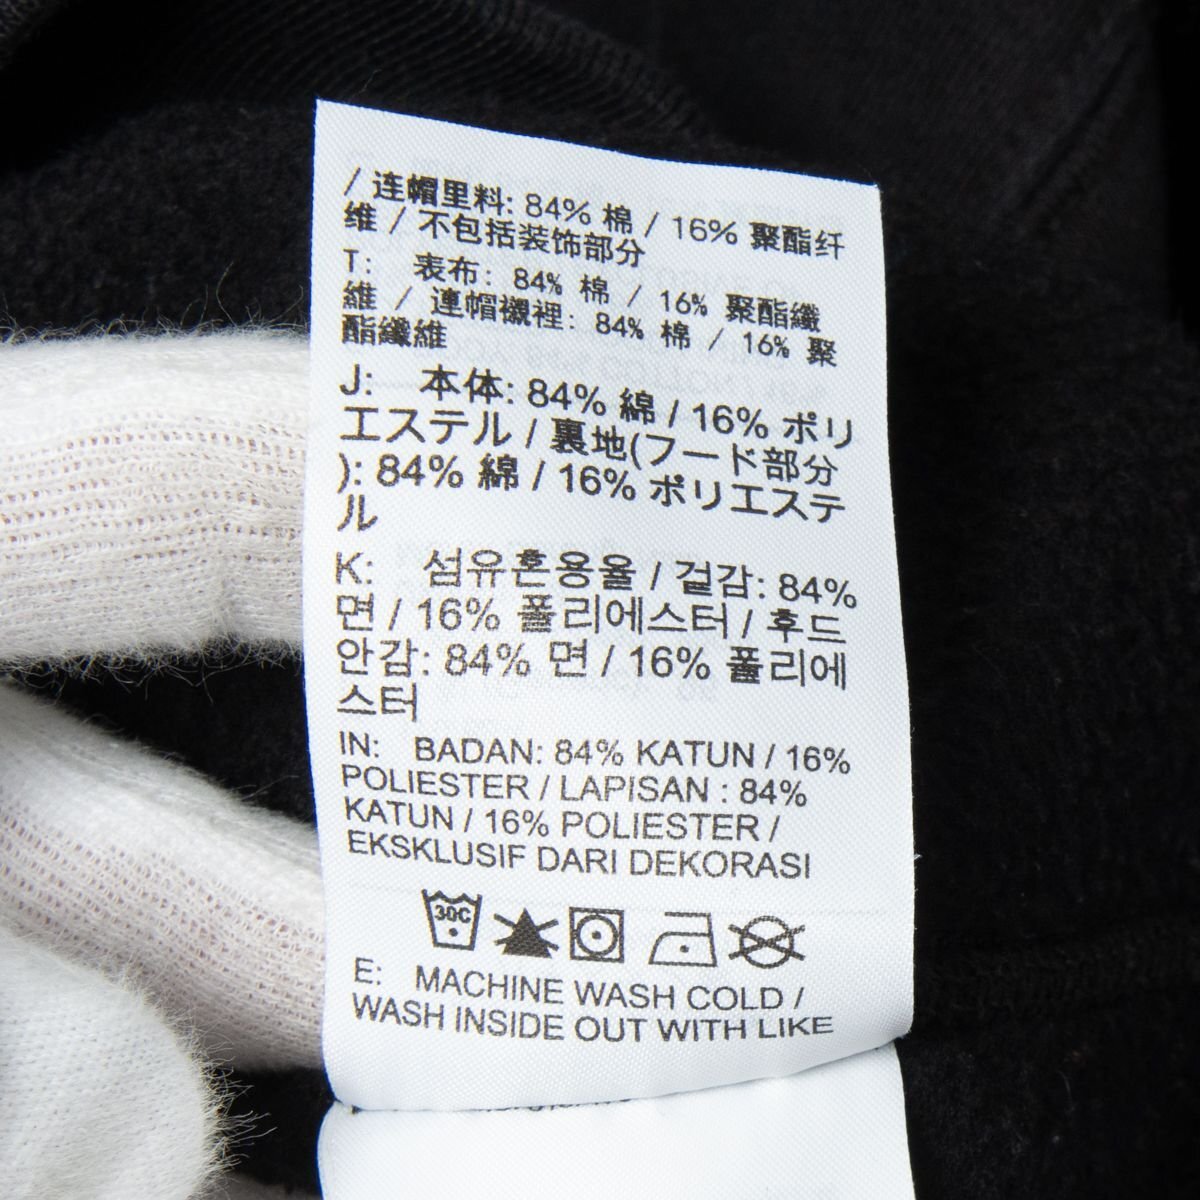 / 连帽里料: 84% 棉 / 16% 聚酯纤
维 / 不包括装饰部分
T: 表布: 84% 棉 / 16% 聚酯纖
維 / 連帽襯裡: 84% 棉 / 16% 聚
酯纖維
J: 本体: 84% 綿 / 16% ポリ
エステル / 裏地(フード部分
): 84% 綿 / 16% ポリエステ
ル
K: 섬유혼용율 / 겉감: 84%
면 / 16% 폴리에스터 / 후드
안감: 84% 면 / 16% 폴리에
스터
IN: BADAN: 84% KATUN / 16%
POLIESTER / LAPISAN : 84%
KATUN / 16% POLIESTER /
EKSKLUSIF DARI DEKORASI
30C
E: MACHINE WASH COLD /
WASH INSIDE OUT WITH LIKE